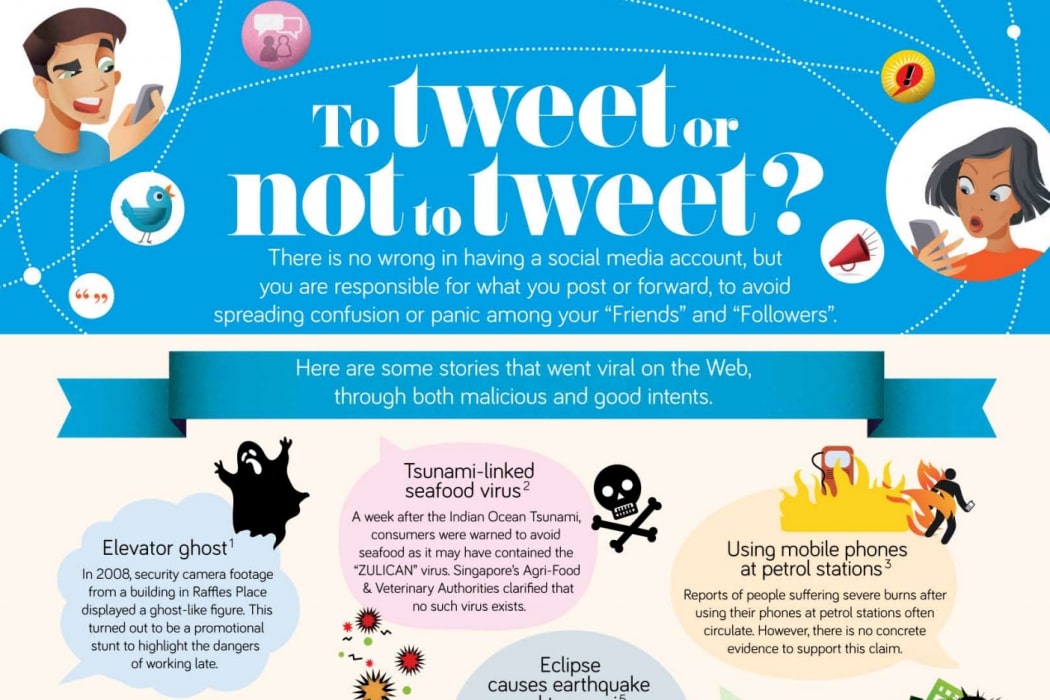 To tweet or
not to tweet?
There is no wrong in having a social media account, but
you are responsible for what you post or forward, to avoid
spreading confusion or panic among your “Friends” and “Followers”.
Here are some stories that went viral on the Web,
through both malicious and good intents.
Elevator ghost1
In 2008, security camera footage
from a building in Raffles Place
displayed a ghost-like figure. This
turned out to be a promotional
stunt to highlight the dangers
of working late.
Tsunami-linked
seafood virus2
A week after the Indian Ocean Tsunami,
consumers were warned to avoid
seafood as it may have contained the
“ZULICAN” virus. Singapore's Agri-Food
& Veterinary Authorities clarified that
no such virus exists.
Using mobile phones
at petrol stations3
Reports of people suffering severe burns after
using their phones at petrol stations often
circulate. However, there is no concrete
evidence to support this claim.
Eclipse
causes earthquake